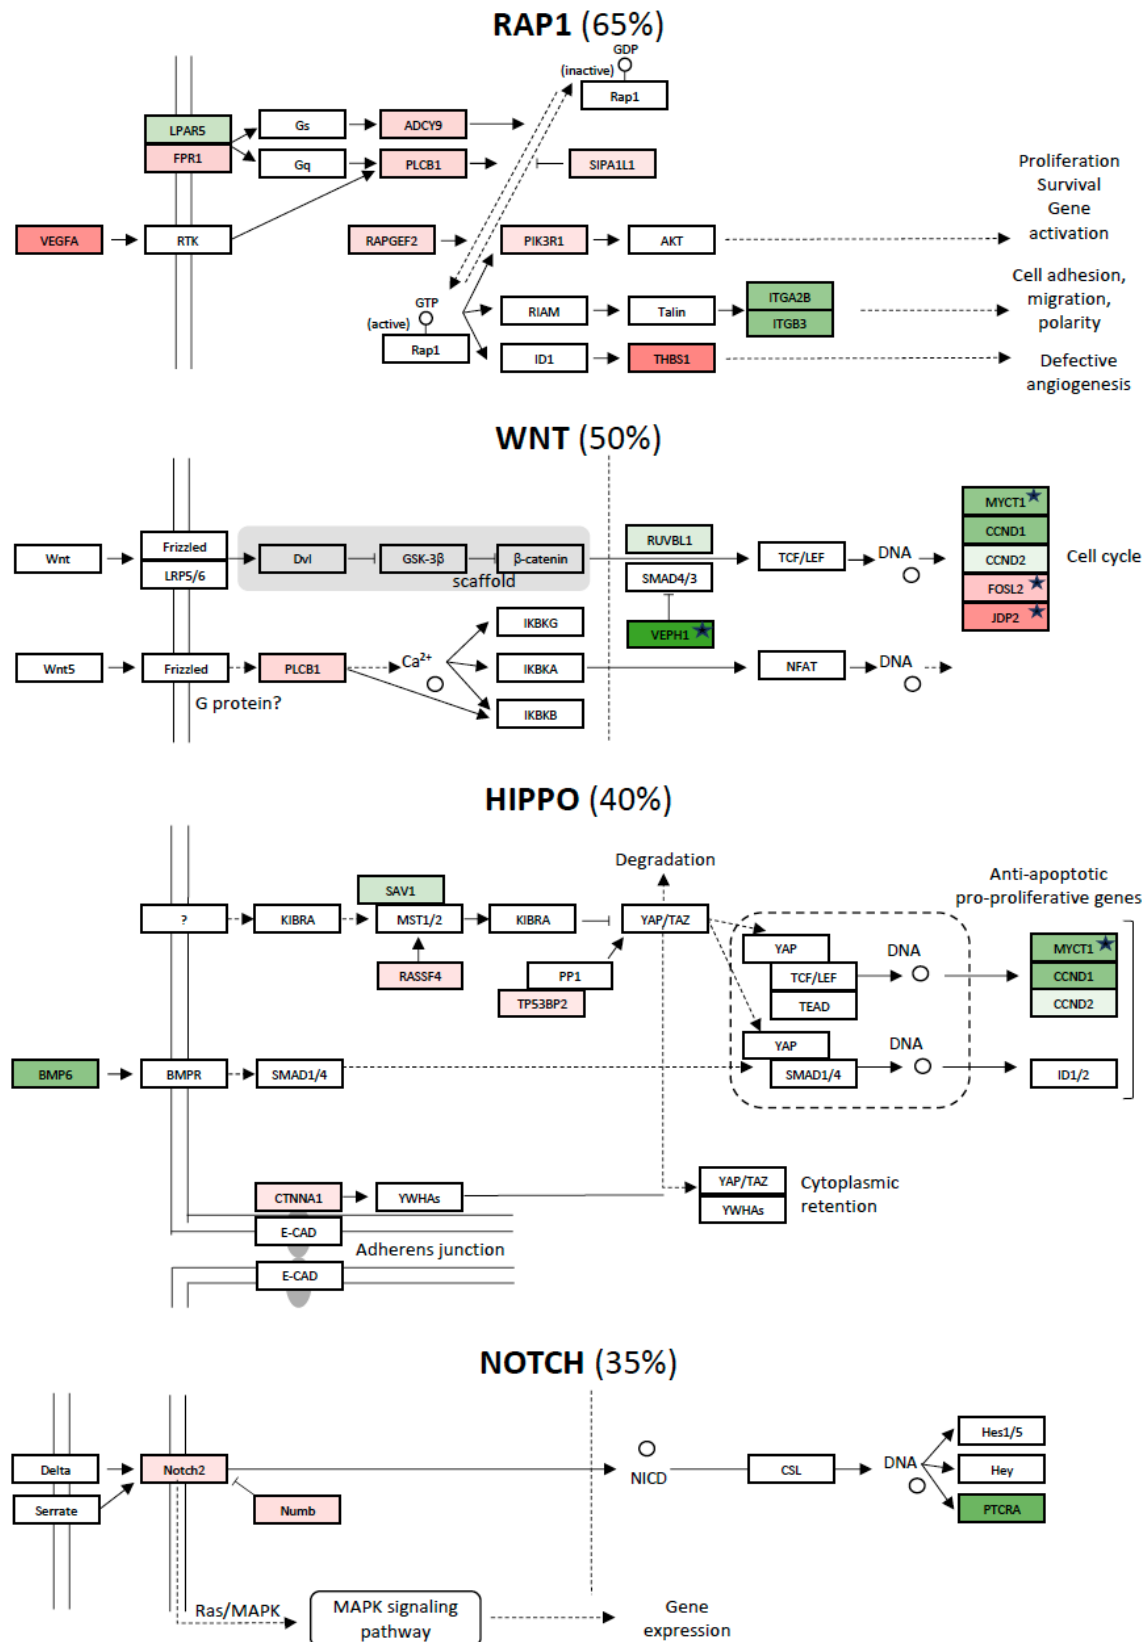 RAP1 (65%)
GDP
(inactive)
Rap1
LPAR5
Gs
ADCY9
FPR1
Gq
PLCB1
SIPA1L1
Proliferation
Survival
Gene
activation
VEGFA
RTK
RAPGEF2
PIK3R1
AKT
GTP
(active)
Rap1
RIAM
Talin
ITGA2B
ITGB3
Cell adhesion,
migration,
polarity
ID1
THBS1
Defective
angiogenesis
WNT (50%)
Wnt
Frizzled
LRP5/6
Dvl
GSK-3β
β-catenin
scaffold
RUVBL1
SMAD4/3
VEPH1
TCF/LEF
DNA
MYCT1
CCND1
CCND2
FOSL2
JDP2
Cell cycle
Wnt5
Frizzled
G protein?
PLCB1
Ca2+
IKBKG
IKBKA
IKBKB
NFAT
DNA
HIPPO (40%)
Degradation
Anti-apoptotic
pro-proliferative genes
?
KIBRA
SAV1
MST1/2
RASSF4
KIBRA
YAP/TAZ
PP1
TP53BP2
YAP
TCF/LEF
TEAD
DNA
MYCT1
CCND1
CCND2
BMP6
BMPR
SMAD1/4
YAP
SMAD1/4
DNA
ID1/2
CTNNA1
YWHAs
E-CAD
Adherens junction
E-CAD
YAP/TAZ
YWHAs
Cytoplasmic
retention
NOTCH (35%)
Delta
Serrate
Notch2
Numb
NICD
CSL
DNA
Hes1/5
Hey
PTCRA
Ras/MAPK
MAPK signaling
pathway
Gene
expression